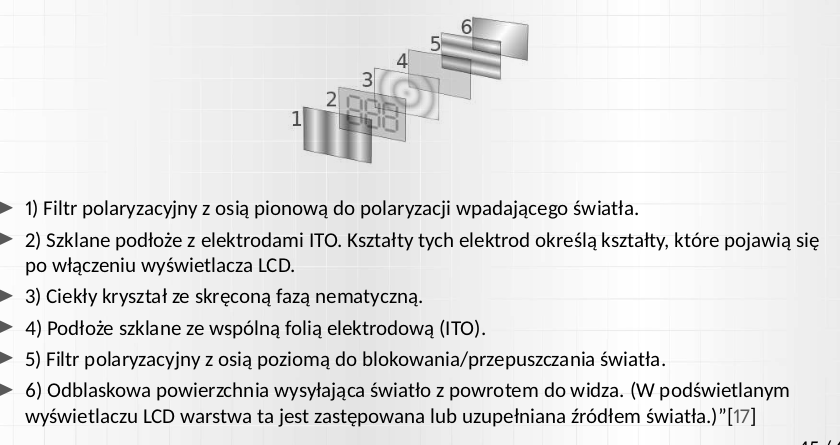 6
5
4
3
2
1
1) Filtr polaryzacyjny z osią pionową do polaryzacji wpadającego światła.
2) Szklane podłoże z elektrodami ITO. Kształty tych elektrod określą kształty, które pojawią się
po włączeniu wyświetlacza LCD.
3) Ciekły kryształ ze skręconą fazą nematyczną.
4) Podłoże szklane ze wspólną folią elektrodową (ITO).
5) Filtr polaryzacyjny z osią poziomą do blokowania/przepuszczania światła.
6) Odblaskowa powierzchnia wysyłająca światło z powrotem do widza. (W podświetlanym
wyświetlaczu LCD warstwa ta jest zastępowana lub uzupełniana źródłem światła.)”[17]